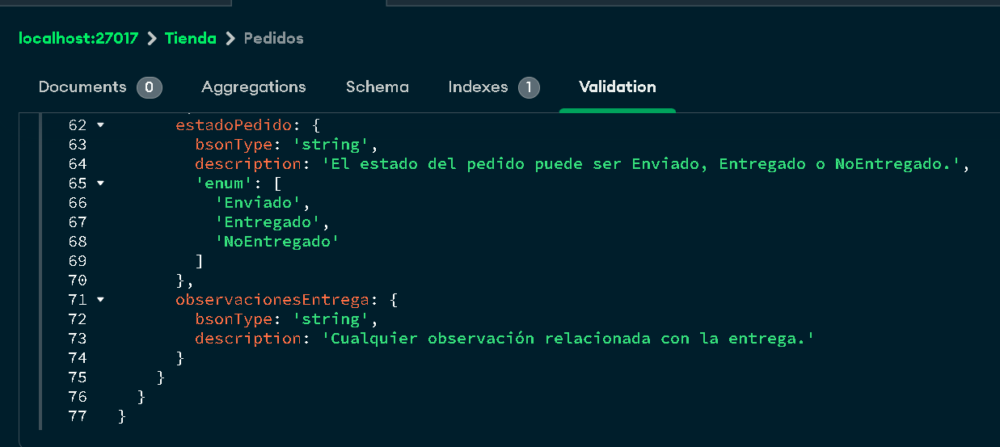 localhost:27017 > Tienda > Pedidos
Documents 0 Aggregations Schema Indexes 1 Validation
62 estadoPedido: {
63 bsonType: 'string',
64 description: 'El estado del pedido puede ser Enviado, Entregado o NoEntregado.',
65 'enum': [
66 'Enviado',
67 'Entregado',
68 'NoEntregado'
69 ]
70 },
71 observacionesEntrega: {
72 bsonType: 'string',
73 description: 'Cualquier observación relacionada con la entrega.'
74 }
75 }
76 }
77 }